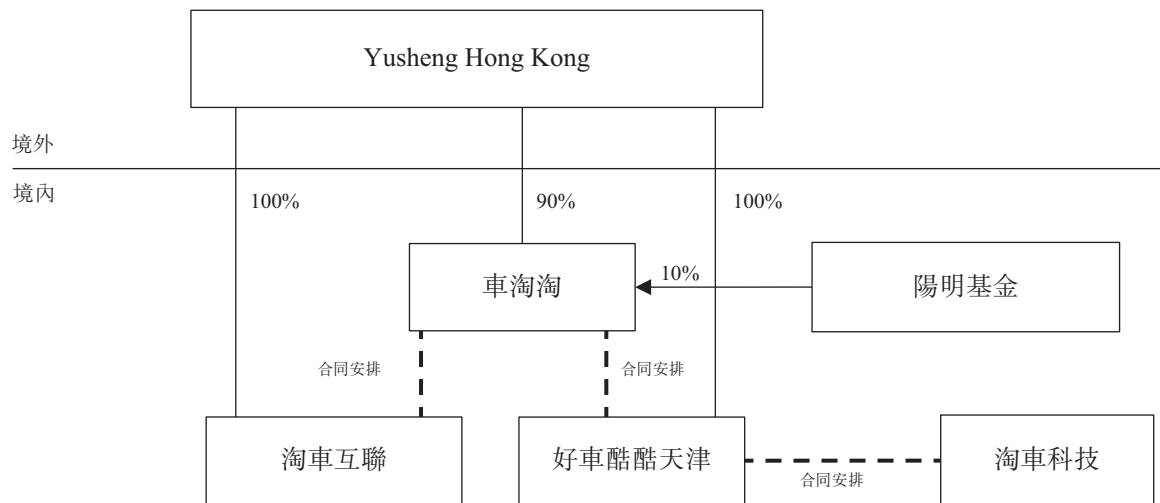 Yusheng Hong Kong
境外
境內
100%
90%
100%
車淘淘
10%
陽明基金
合同安排
合同安排
淘車互聯
好車酷酷天津
合同安排
淘車科技